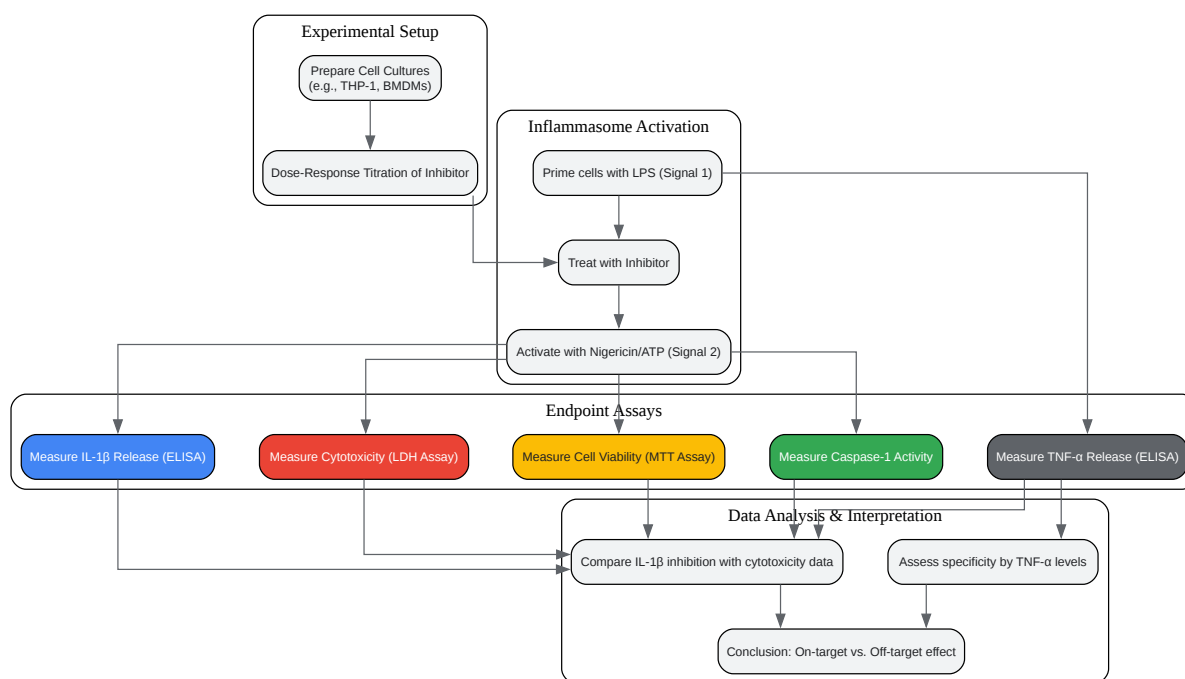 Experimental Setup
Prepare Cell Cultures
(e.g., THP-1, BMDMs)
Dose-Response Titration of Inhibitor
Inflammasome Activation
Prime cells with LPS (Signal 1)
Treat with Inhibitor
Activate with Nigericin/ATP (Signal 2)
Endpoint Assays
Measure IL-1β Release (ELISA)
Measure Cytotoxicity (LDH Assay)
Measure Cell Viability (MTT Assay)
Measure Caspase-1 Activity
Measure TNF-α Release (ELISA)
Data Analysis & Interpretation
Compare IL-1β inhibition with cytotoxicity data
Assess specificity by TNF-α levels
Conclusion: On-target vs. Off-target effect